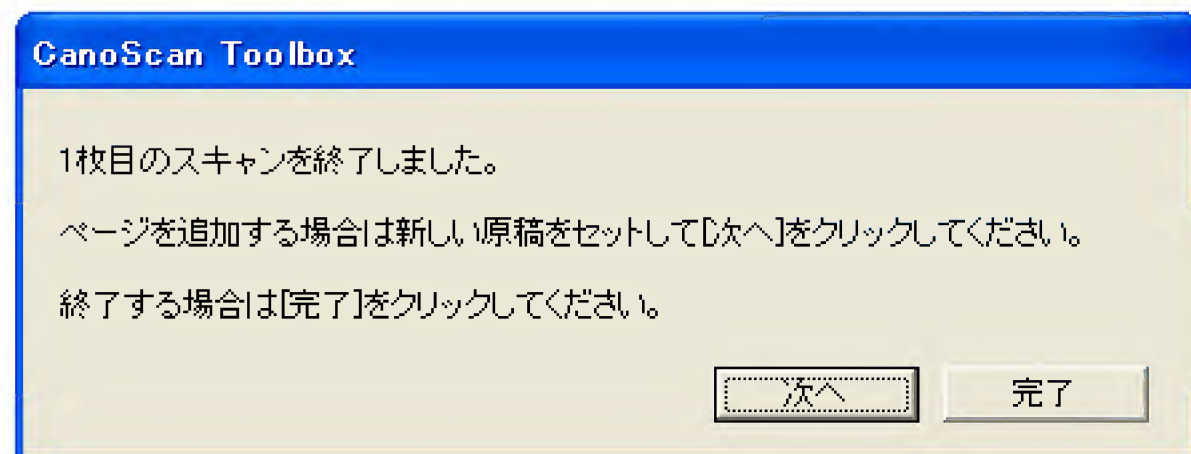 CanoScan Toolbox
1枚目のスキャンを終了しました。
ページを追加する場合は新しい原稿をセットして[次へ]をクリックしてください。
終了する場合は[完了]をクリックしてください。
次へ 完了